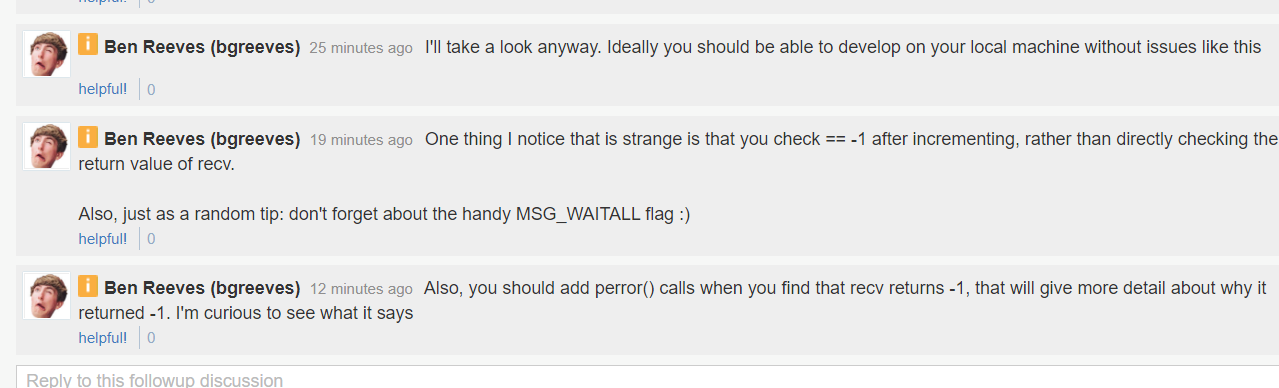 helpful! 0
i Ben Reeves (bgreeves) 25 minutes ago I'll take a look anyway. Ideally you should be able to develop on your local machine without issues like this
helpful! 0
i Ben Reeves (bgreeves) 19 minutes ago One thing I notice that is strange is that you check == -1 after incrementing, rather than directly checking the
return value of recv.
Also, just as a random tip: don't forget about the handy MSG_WAITALL flag :)
helpful! 0
i Ben Reeves (bgreeves) 12 minutes ago Also, you should add perror() calls when you find that recv returns -1, that will give more detail about why it
returned -1. I'm curious to see what it says
helpful! 0
Reply to this followup discussion